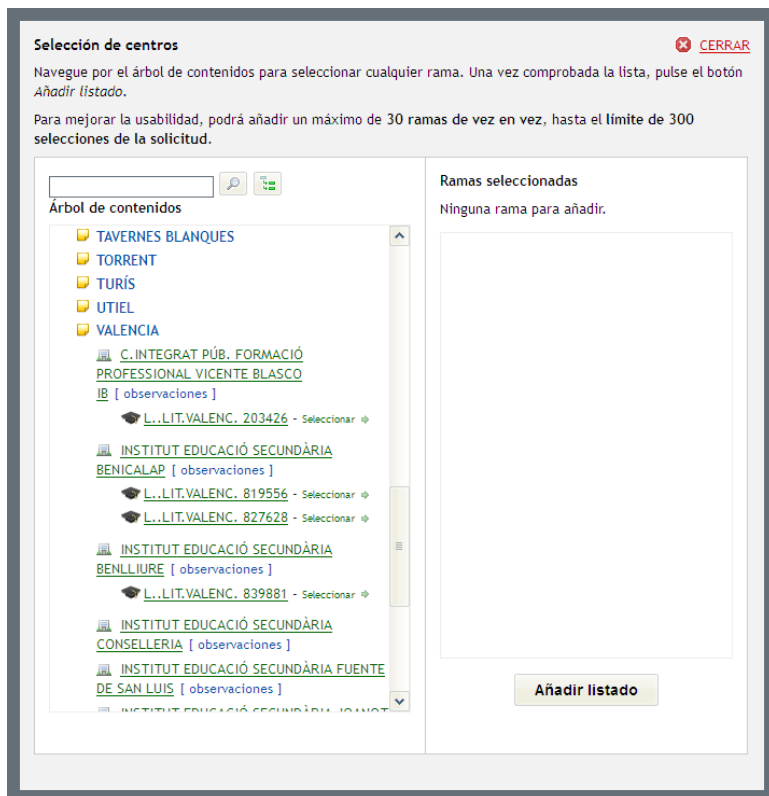 Selección de centros
CERRAR
Navegue por el árbol de contenidos para seleccionar cualquier rama. Una vez comprobada la lista, pulse el botón
Añadir listado.
Para mejorar la usabilidad, podrá añadir un máximo de 30 ramas de vez en vez, hasta el límite de 300
selecciones de la solicitud.
Árbol de contenidos
TAVERNES BLANQUES
TORRENT
TURÍS
UTIEL
VALENCIA
C.INTEGRAT PÚB. FORMACIÓ
PROFESSIONAL VICENTE BLASCO
IB [ observaciones ]
L..LIT.VALENC. 203426 - Seleccionar
INSTITUT EDUCACIÓ SECUNDÀRIA
BENICALAP [ observaciones ]
L..LIT.VALENC. 819556 - Seleccionar
L..LIT.VALENC. 827628 - Seleccionar
INSTITUT EDUCACIÓ SECUNDÀRIA
BENLLIURE [ observaciones ]
L..LIT.VALENC. 839881 - Seleccionar
INSTITUT EDUCACIÓ SECUNDÀRIA
CONSELLERIA [ observaciones ]
INSTITUT EDUCACIÓ SECUNDÀRIA FUENTE
DE SAN LUIS [ observaciones ]
INSTITUT EDUCACIÓ SECUNDÀRIA JOANOT
Ramas seleccionadas
Ninguna rama para añadir.
Añadir listado